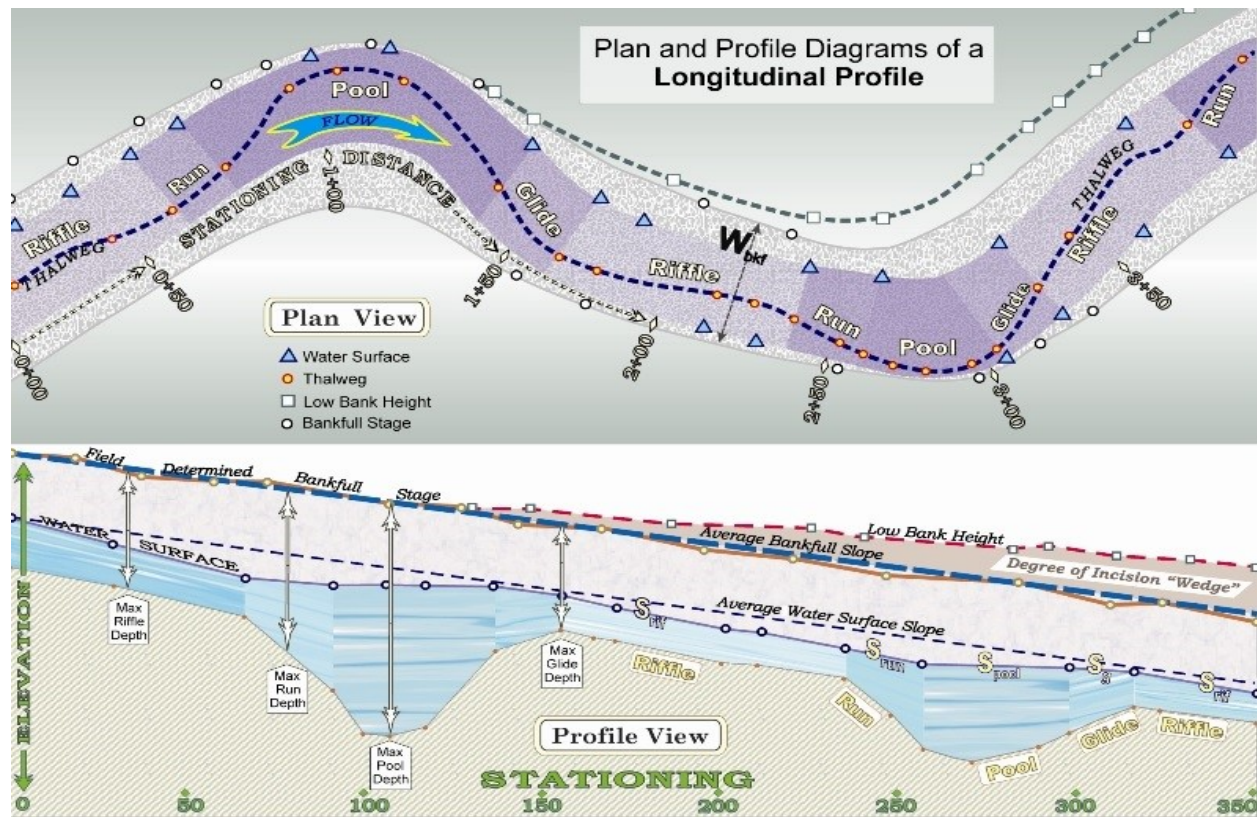 Plan and Profile Diagrams of a
Longitudinal Profile
Pool
FLOW
Run
Riffle
THALWEG
STATIONING DISTANCE
0+00
0+50
1+00
1+50
2+00
2+50
3+00
3+50
Glide
Riffle
Wbkf
Run
Pool
Glide
Riffle
THALWEG
Run
Plan View
Water Surface
Thalweg
Low Bank Height
Bankfull Stage
Field Determined Bankfull Stage
WATER SURFACE
Low Bank Height
Average Bankfull Slope
Degree of Incision "Wedge"
Average Water Surface Slope
Srif
Srun
Spool
Sg
Srif
ELEVATION
Max
Riffle
Depth
Max
Run
Depth
Max
Pool
Depth
Max
Glide
Depth
Riffle
Run
Pool
Glide
Riffle
Profile View
STATIONING
0
50
100
150
200
250
300
350